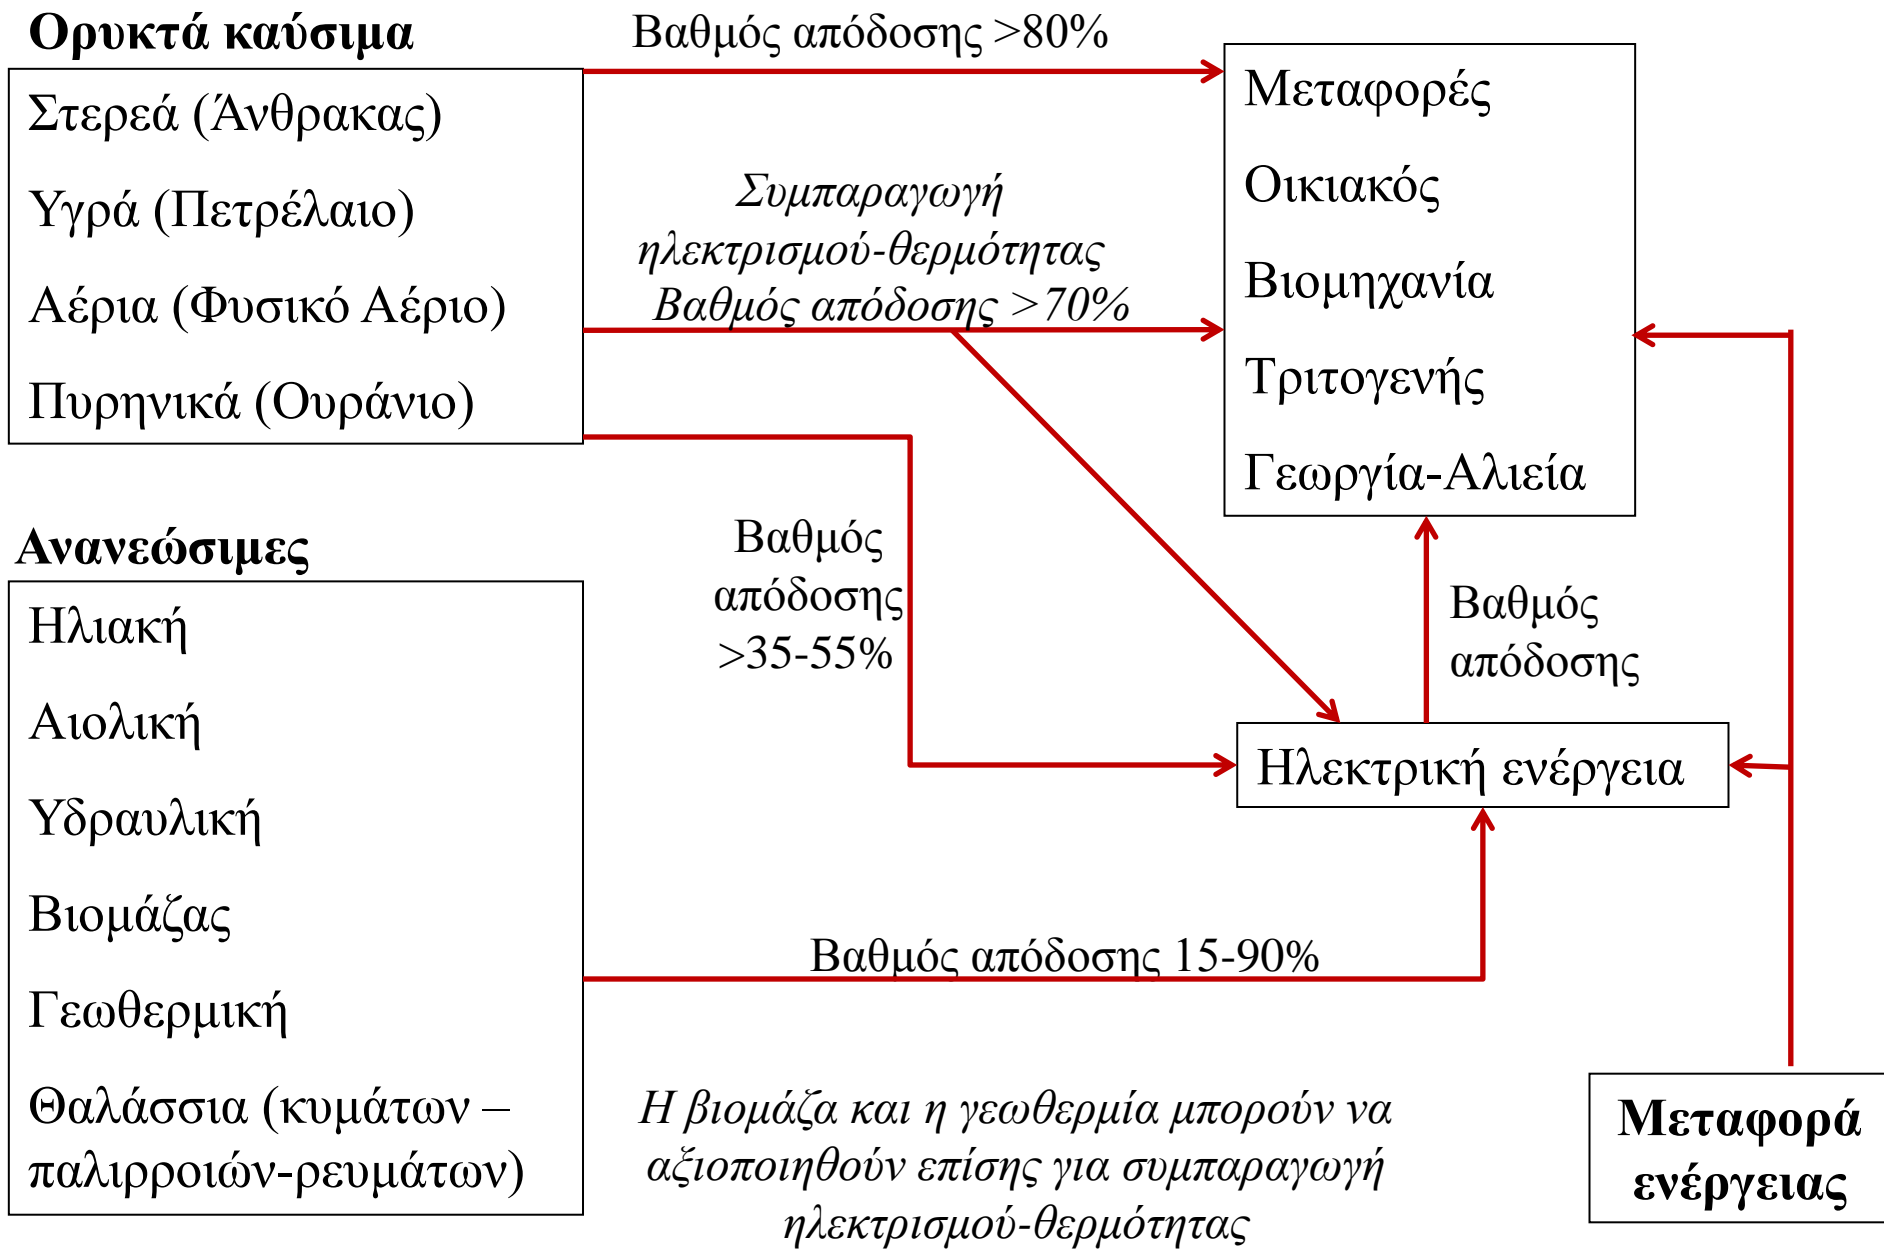 Ορυκτά καύσιμα
Στερεά (Άνθρακας)
Υγρά (Πετρέλαιο)
Αέρια (Φυσικό Αέριο)
Πυρηνικά (Ουράνιο)
Βαθμός απόδοσης >80%
Συμπαραγωγή
ηλεκτρισμού-θερμότητας
Βαθμός απόδοσης >70%
Μεταφορές
Οικιακός
Βιομηχανία
Τριτογενής
Γεωργία-Αλιεία
Βαθμός
απόδοσης
>35-55%
Βαθμός
απόδοσης
Ηλεκτρική ενέργεια
Ανανεώσιμες
Ηλιακή
Αιολική
Υδραυλική
Βιομάζας
Γεωθερμική
Θαλάσσια (κυμάτων –
παλιρροιών-ρευμάτων)
Βαθμός απόδοσης 15-90%
Η βιομάζα και η γεωθερμία μπορούν να
αξιοποιηθούν επίσης για συμπαραγωγή
ηλεκτρισμού-θερμότητας
Μεταφορά
ενέργειας